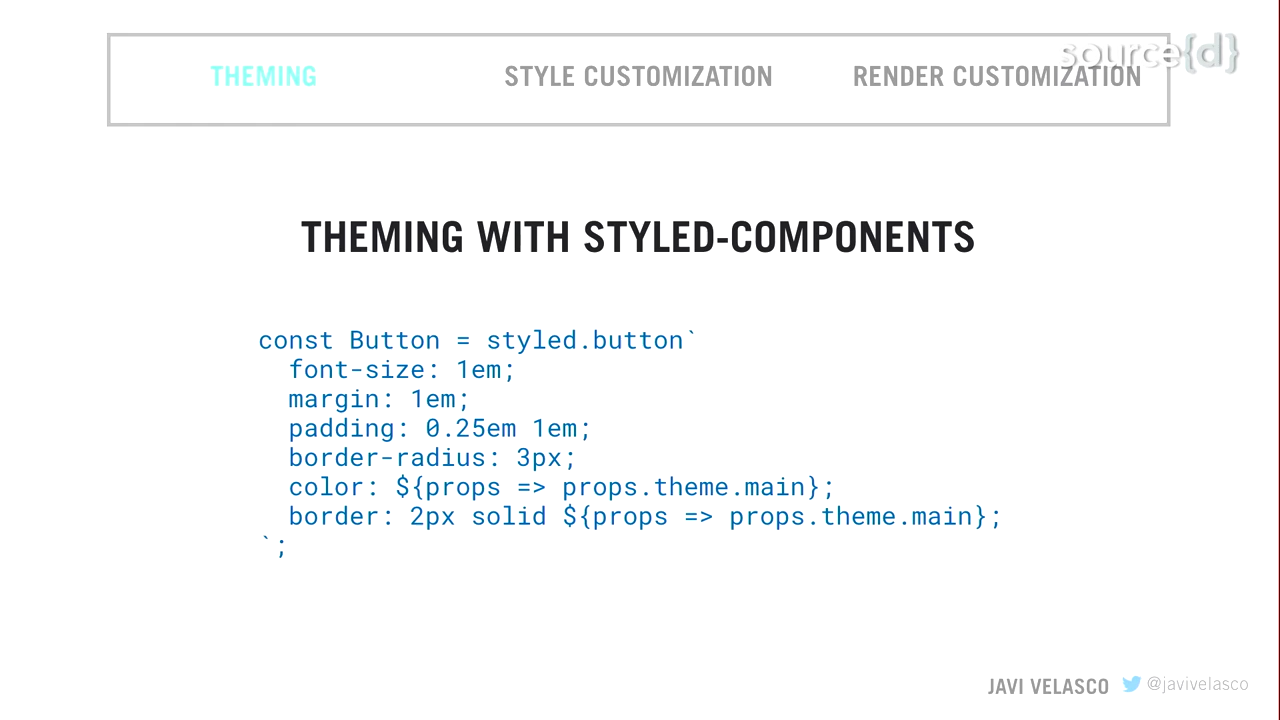 source{d}
THEMING STYLE CUSTOMIZATION RENDER CUSTOMIZATION
THEMING WITH STYLED-COMPONENTS
const Button = styled.button`
  font-size: 1em;
  margin: 1em;
  padding: 0.25em 1em;
  border-radius: 3px;
  color: ${props => props.theme.main};
  border: 2px solid ${props => props.theme.main};
`;
JAVI VELASCO @javivelasco